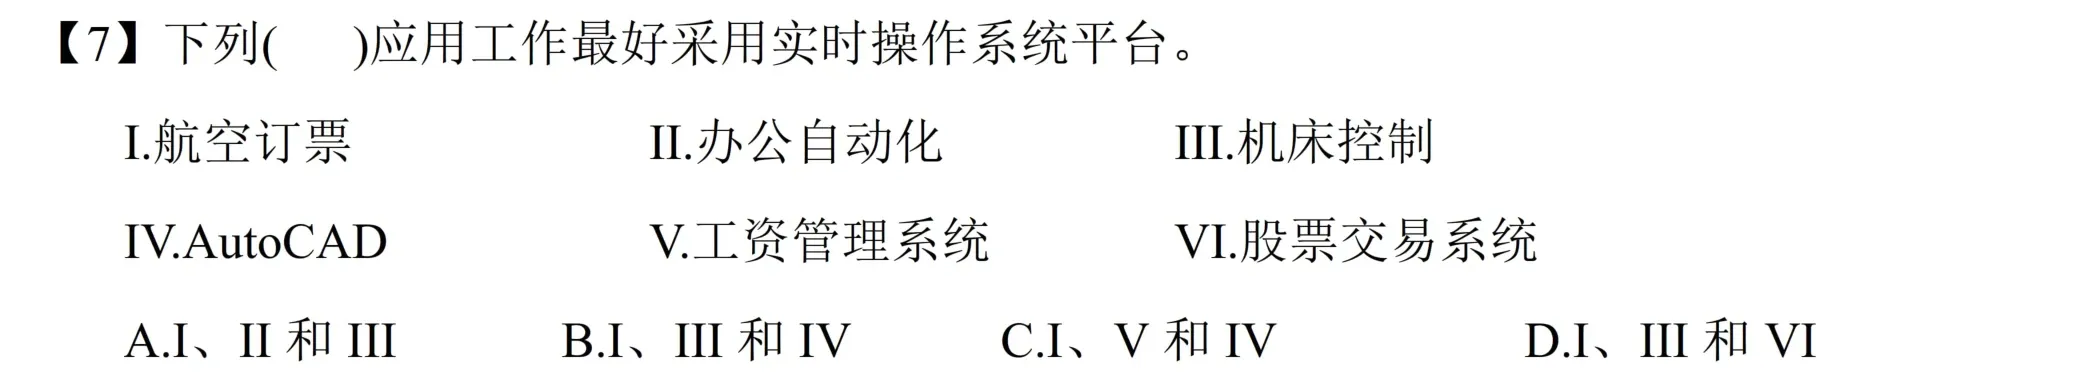 【7】下列(    )应用工作最好采用实时操作系统平台。
I.航空订票    II.办公自动化    III.机床控制
IV.AutoCAD    V.工资管理系统    VI.股票交易系统
A.I、II 和 III    B.I、III 和 IV    C.I、V 和 IV    D.I、III 和 VI